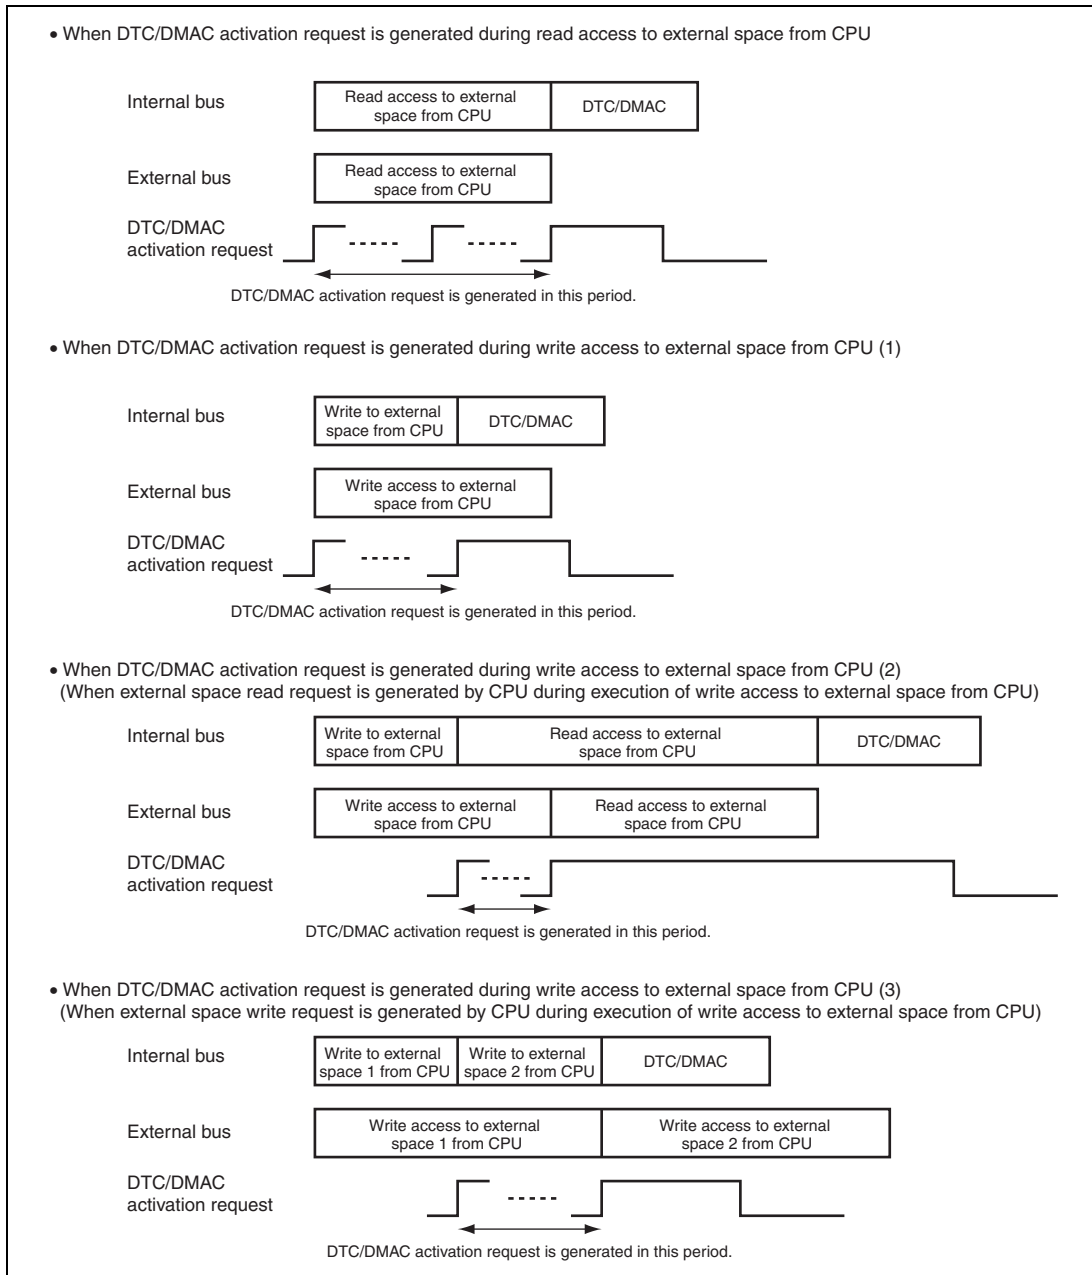 • When DTC/DMAC activation request is generated during read access to external space from CPU
Internal bus
Read access to external
space from CPU
DTC/DMAC
External bus
Read access to external
space from CPU
DTC/DMAC
activation request
DTC/DMAC activation request is generated in this period.
• When DTC/DMAC activation request is generated during write access to external space from CPU (1)
Internal bus
Write to external
space from CPU
DTC/DMAC
External bus
Write access to external
space from CPU
DTC/DMAC
activation request
DTC/DMAC activation request is generated in this period.
• When DTC/DMAC activation request is generated during write access to external space from CPU (2)
(When external space read request is generated by CPU during execution of write access to external space from CPU)
Internal bus
Write to external
space from CPU
Read access to external
space from CPU
DTC/DMAC
External bus
Write access to external
space from CPU
Read access to external
space from CPU
DTC/DMAC
activation request
DTC/DMAC activation request is generated in this period.
• When DTC/DMAC activation request is generated during write access to external space from CPU (3)
(When external space write request is generated by CPU during execution of write access to external space from CPU)
Internal bus
Write to external
space 1 from CPU
Write to external
space 2 from CPU
DTC/DMAC
External bus
Write access to external
space 1 from CPU
Write access to external
space 2 from CPU
DTC/DMAC
activation request
DTC/DMAC activation request is generated in this period.